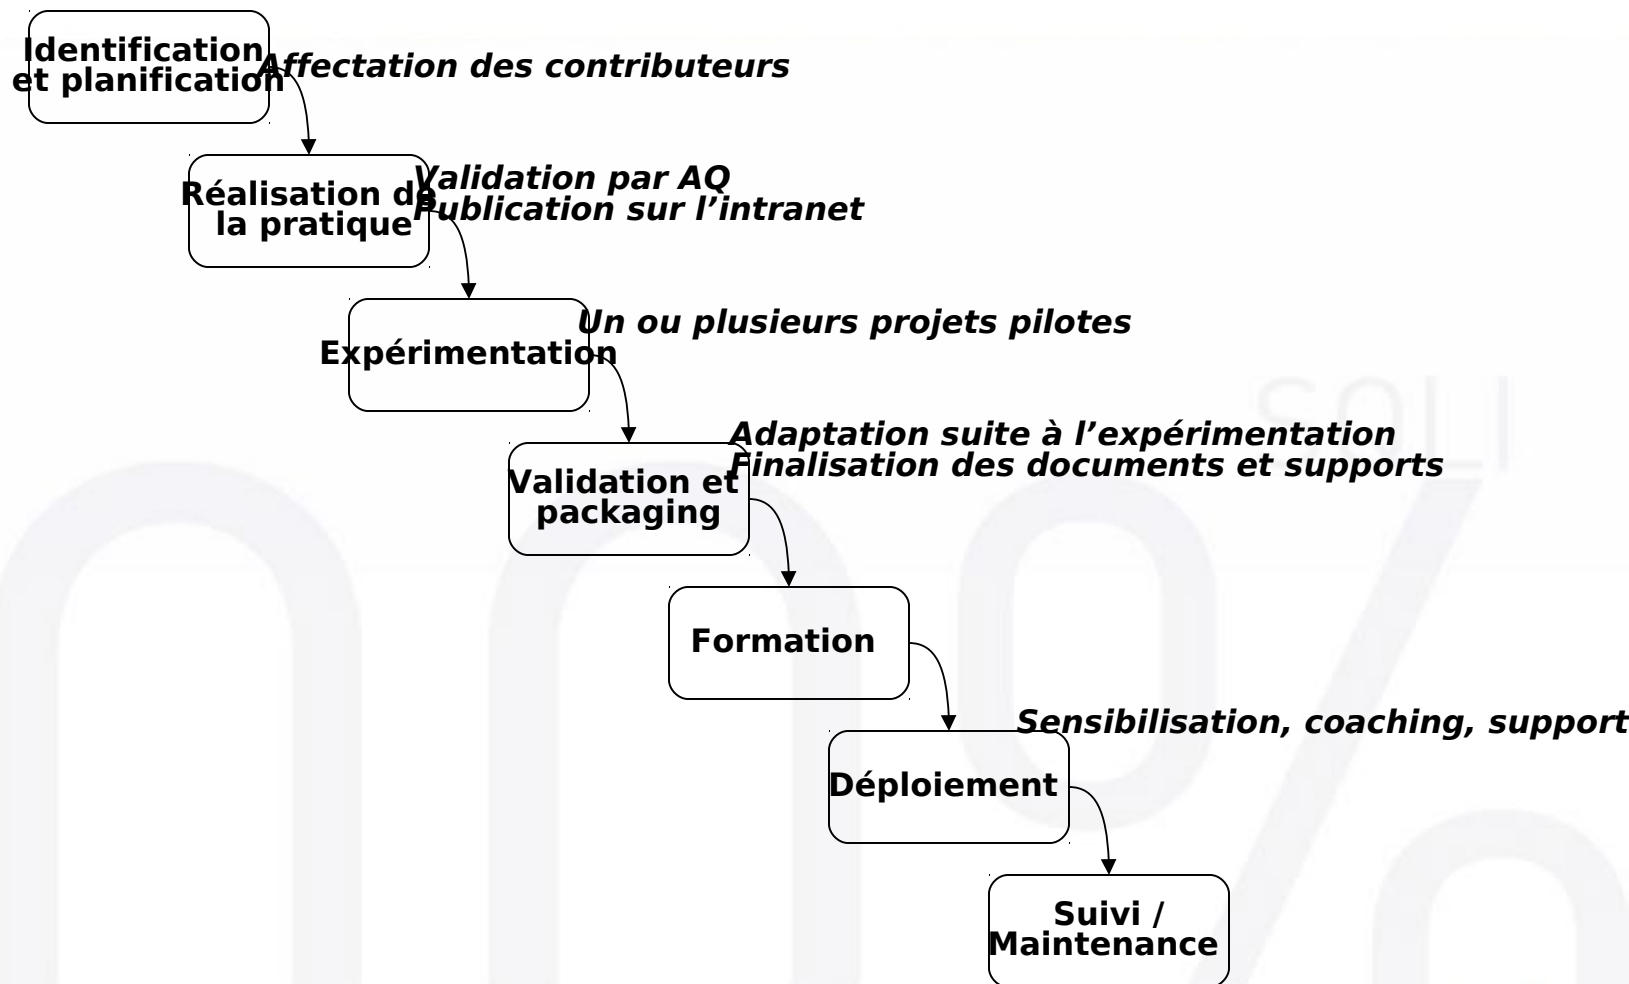 Identification
et planification
Affectation des contributeurs
Réalisation de
la pratique
Validation par AQ
Publication sur l’intranet
Expérimentation
Un ou plusieurs projets pilotes
Validation et
packaging
Adaptation suite à l’expérimentation
Finalisation des documents et supports
Formation
Déploiement
Sensibilisation, coaching, support
Suivi /
Maintenance
SOLI